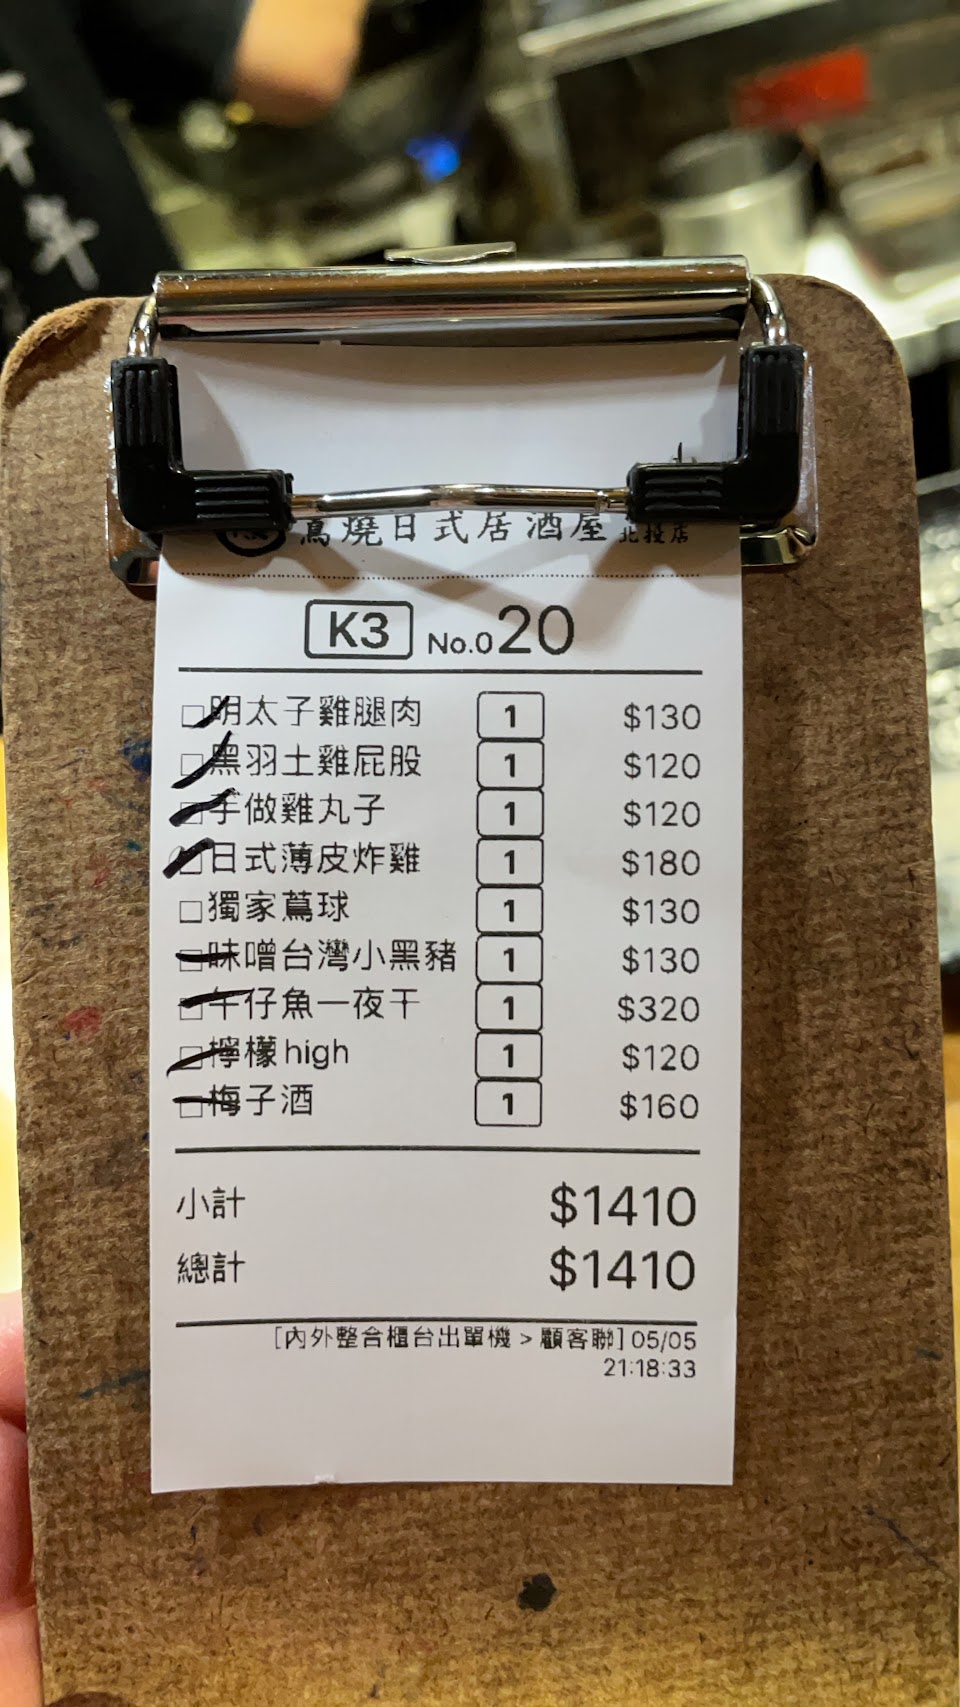 蔦燒日式居酒屋 北投店
K3 No.020
□明太子雞腿肉 1 $130
□黑羽土雞屁股 1 $120
□手做雞丸子 1 $120
□日式薄皮炸雞 1 $180
□獨家蔦球 1 $130
□味噌台灣小黑豬 1 $130
□午仔魚一夜干 1 $320
□檸檬high 1 $120
□梅子酒 1 $160
小計 $1410
總計 $1410
[內外整合櫃台出單機 > 顧客聯] 05/05
21:18:33